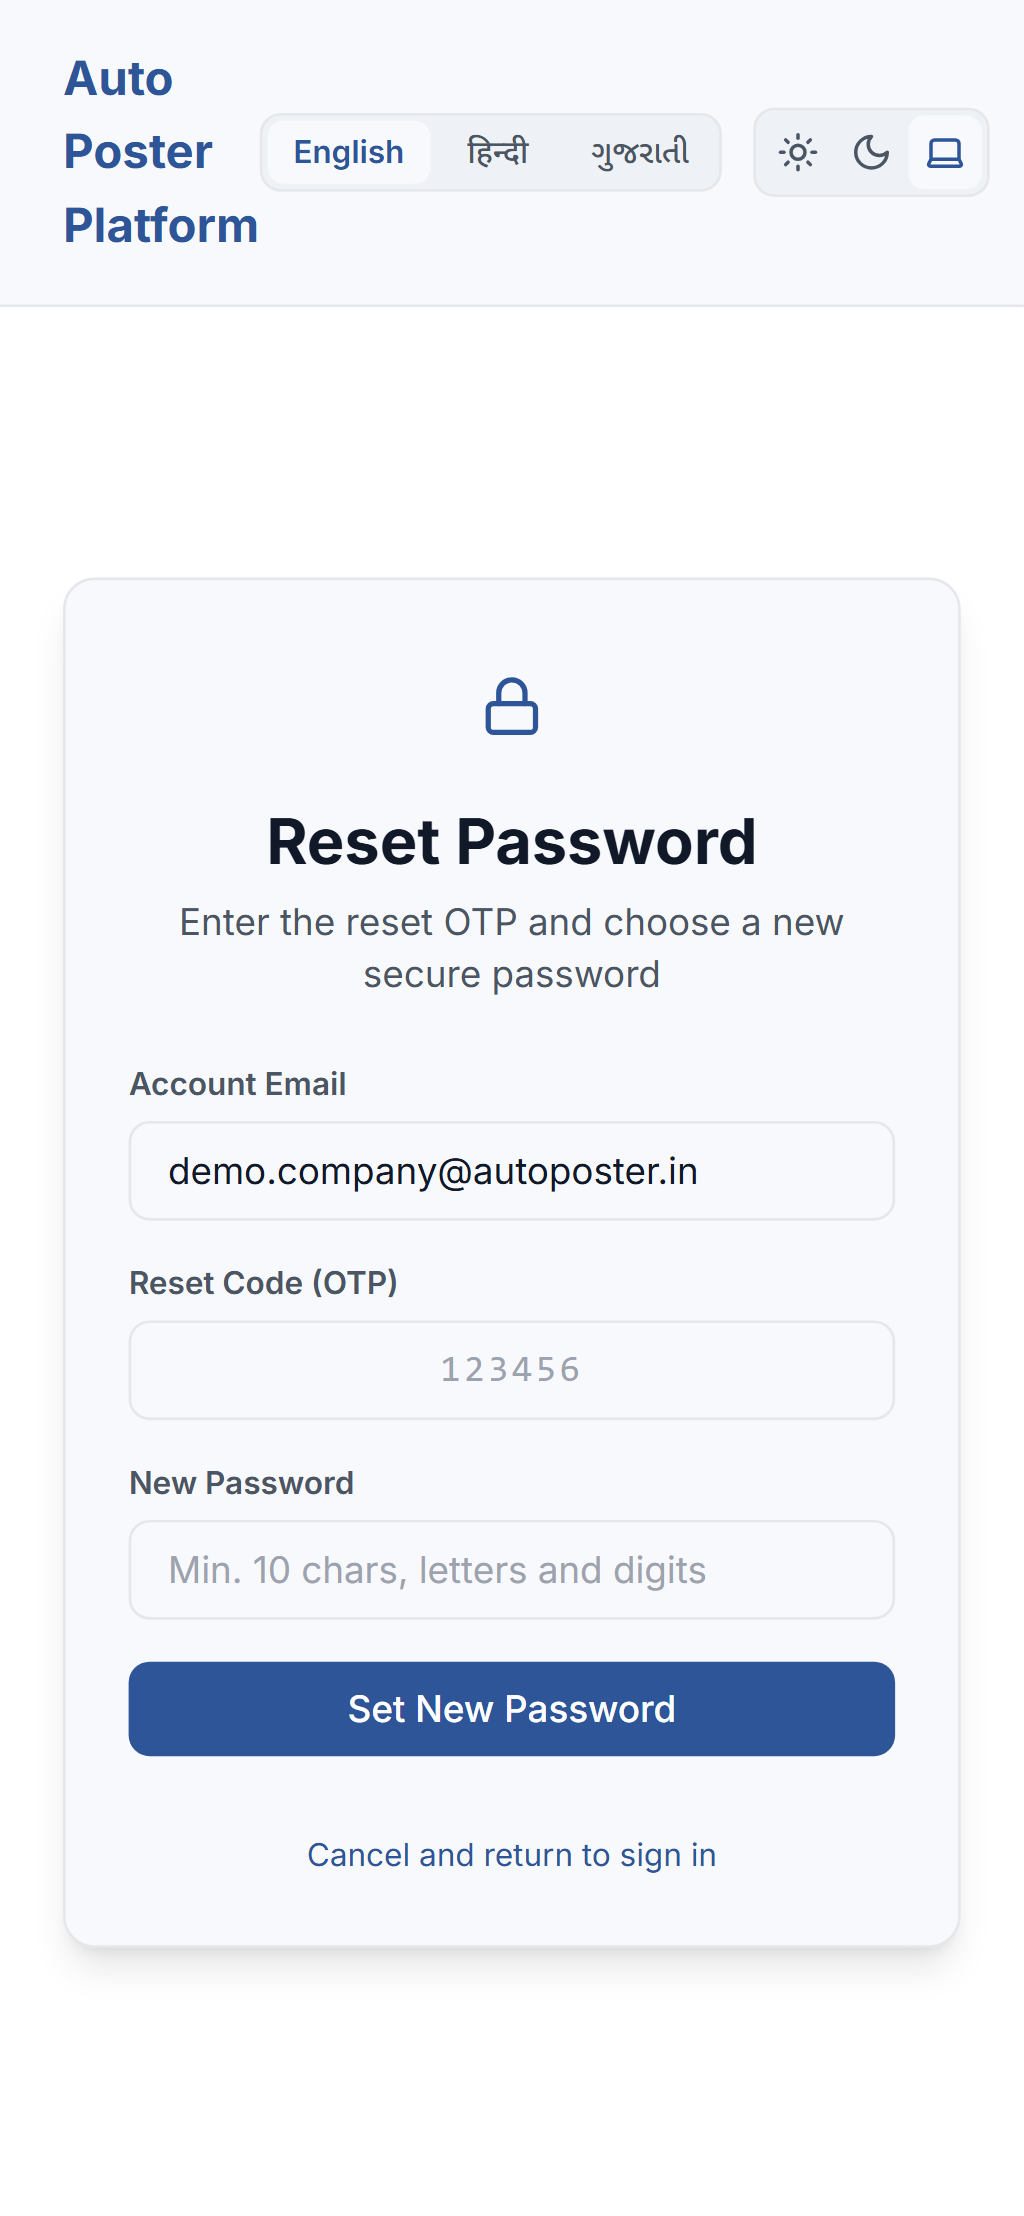 Auto
Poster
Platform
English हिन्दी ગુજરાતી
Reset Password
Enter the reset OTP and choose a new
secure password
Account Email
demo.company@autoposter.in
Reset Code (OTP)
123456
New Password
Min. 10 chars, letters and digits
Set New Password
Cancel and return to sign in